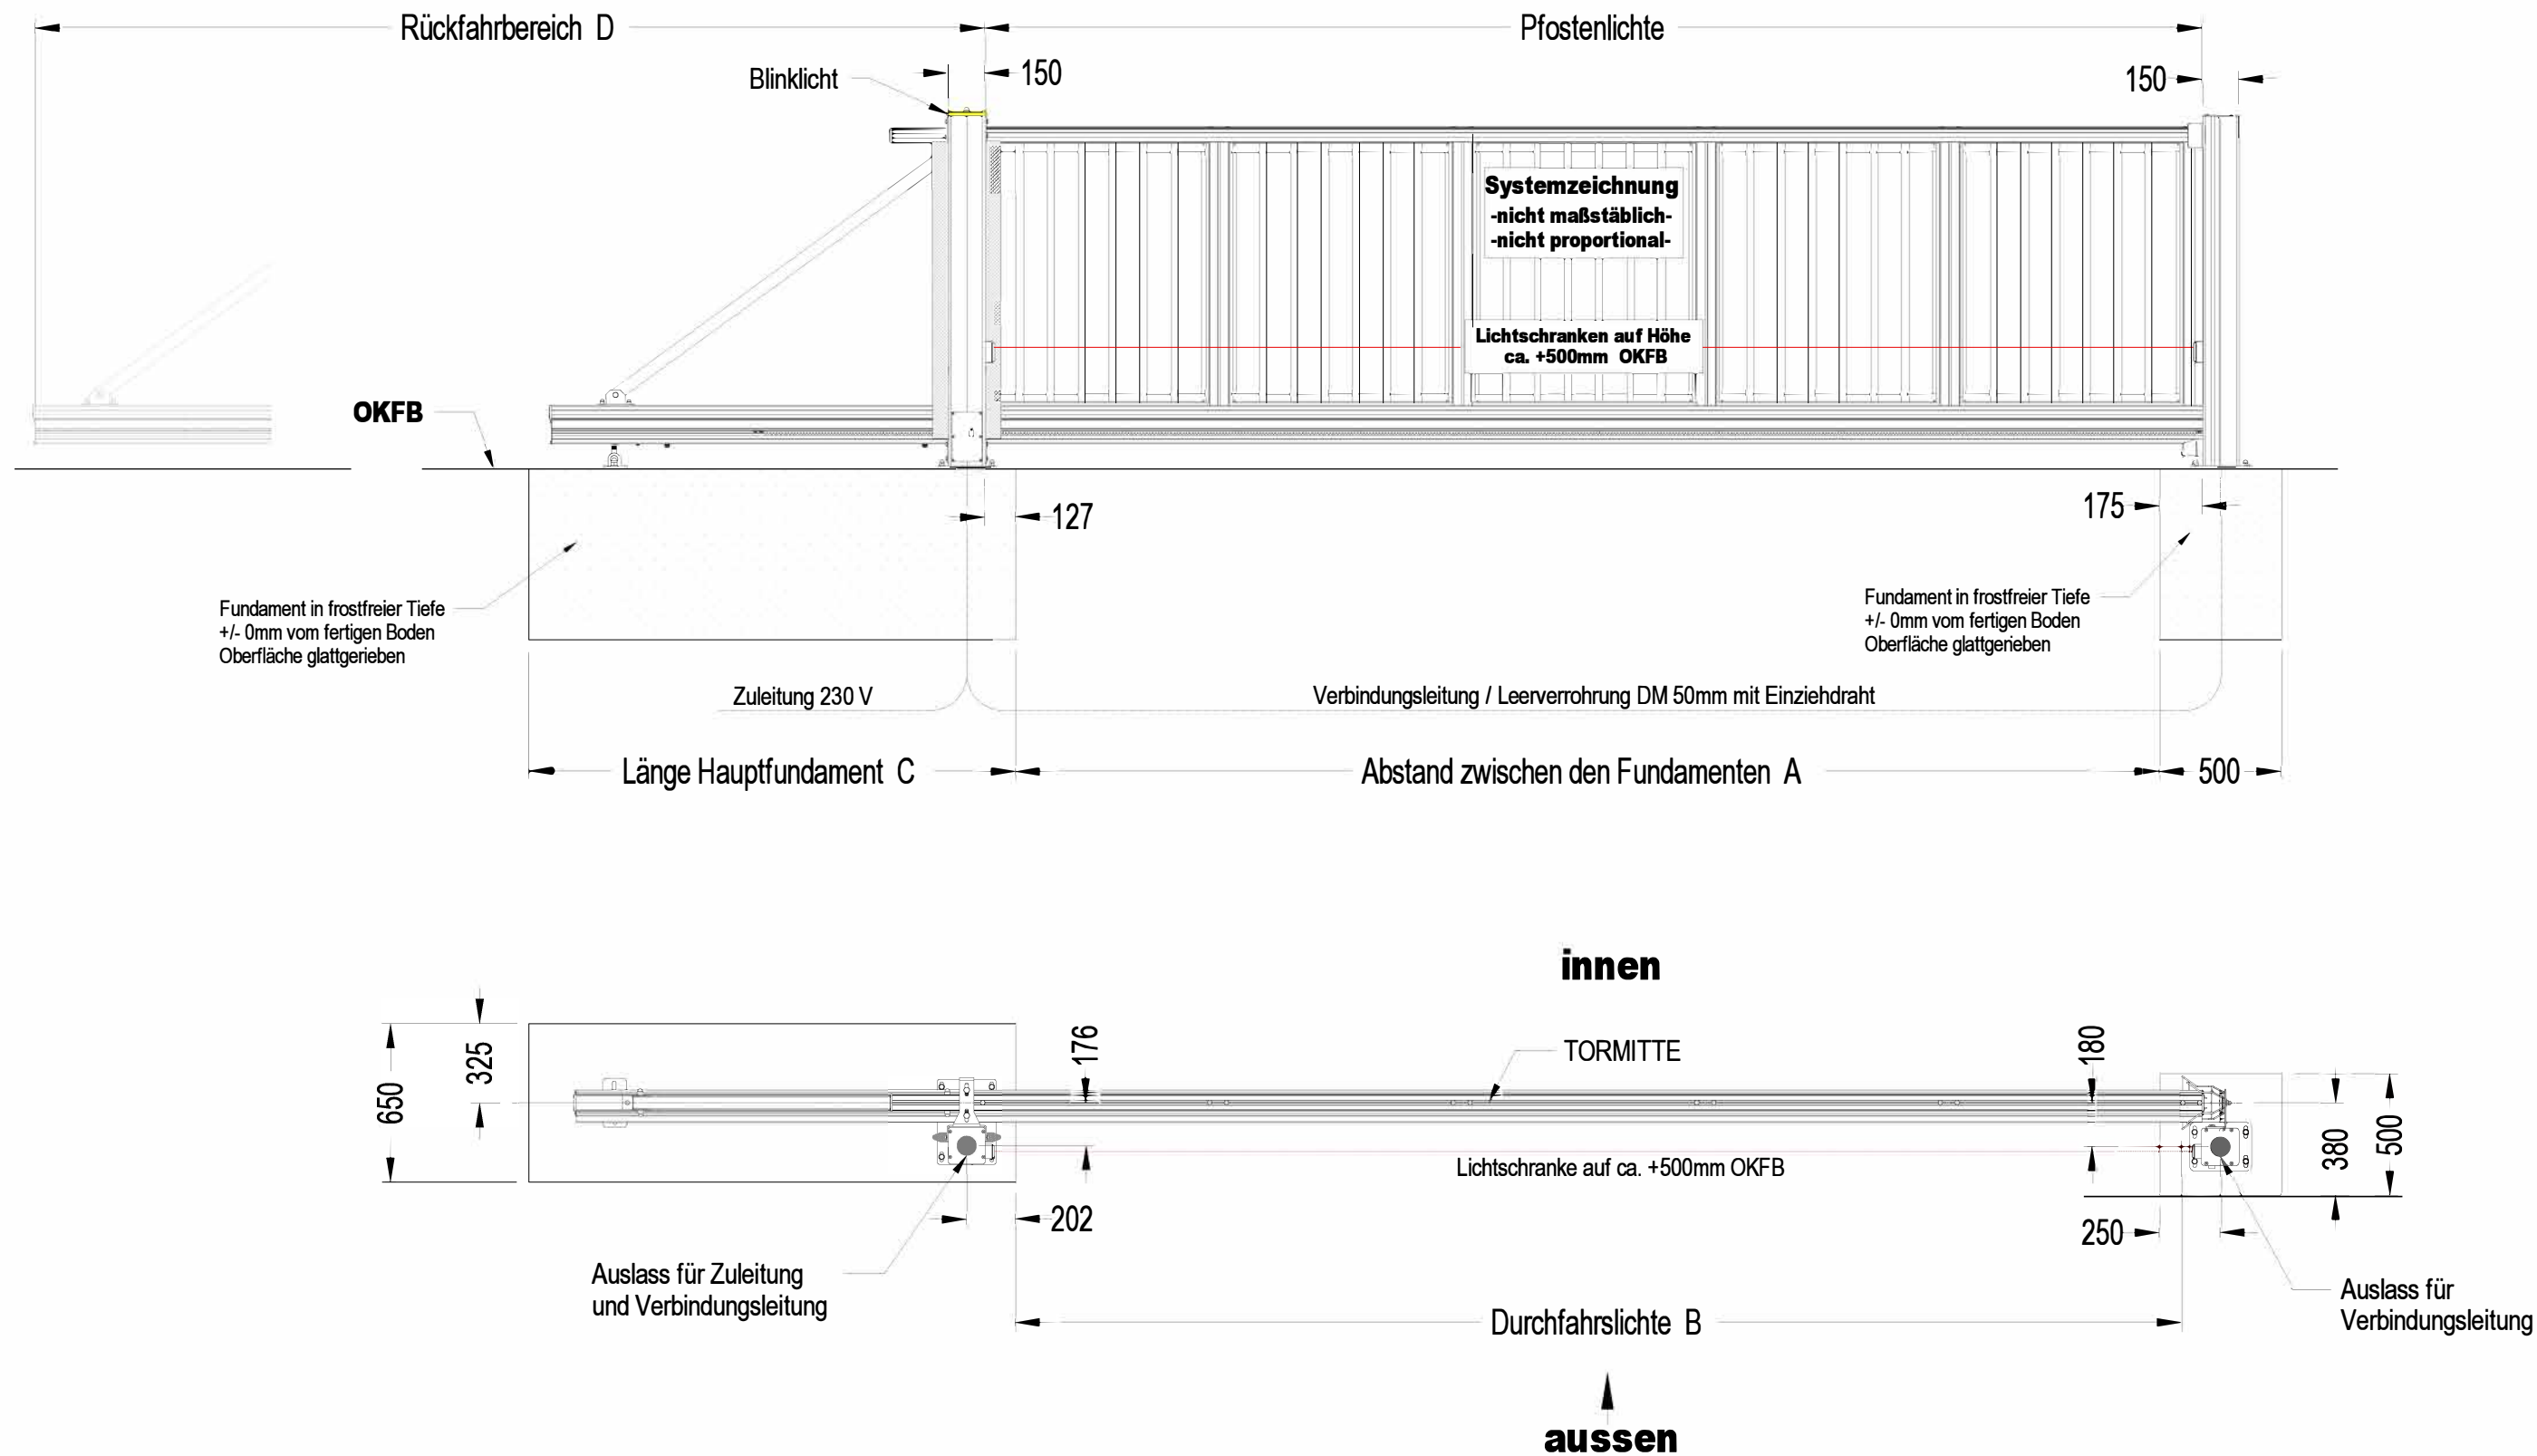 Rückfahrbereich D
Pfostenlichte
Blinklicht
150
150
Systemzeichnung
-nicht maßstäblich-
-nicht proportional-
Lichtschranken auf Höhe
ca. +500mm OKFB
OKFB
127
175
Fundament in frostfreier Tiefe
+/- 0mm vom fertigen Boden
Oberfläche glattgerieben
Fundament in frostfreier Tiefe
+/- 0mm vom fertigen Boden
Oberfläche glattgerieben
Zuleitung 230 V
Verbindungsleitung / Leerverrohrung DM 50mm mit Einziehdraht
Länge Hauptfundament C
Abstand zwischen den Fundamenten A
500
innen
650
325
176
TORMITTE
180
380
500
Lichtschranke auf ca. +500mm OKFB
202
250
Auslass für Zuleitung
und Verbindungsleitung
Auslass für
Verbindungsleitung
Durchfahrslichte B
aussen